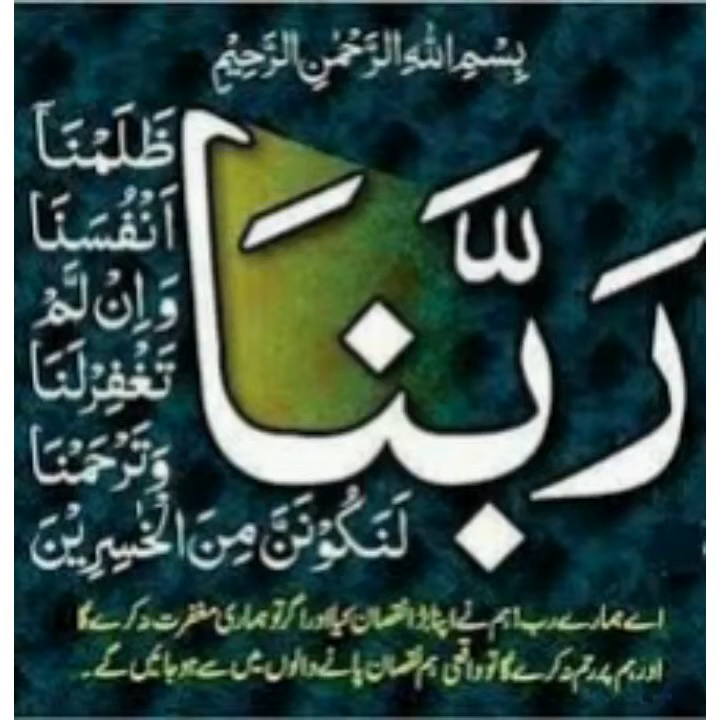 بِسْمِ اللهِ الرَّحْمٰنِ الرَّحِيْمِ
رَبَّنَا
ظَلَمْنَآ
اَنْفُسَنَا
وَاِنْ لَّمْ
تَغْفِرْلَنَا
وَتَرْحَمْنَا
لَنَكُوْنَنَّ مِنَ الْخٰسِرِيْنَ
اے ہمارے رب! ہم نے اپنا بڑا نقصان کیا اور اگر تو ہماری مغفرت نہ کرے گا
اور ہم پر رحم نہ کرے گا تو واقعی ہم نقصان پانے والوں میں سے ہو جائیں گے۔